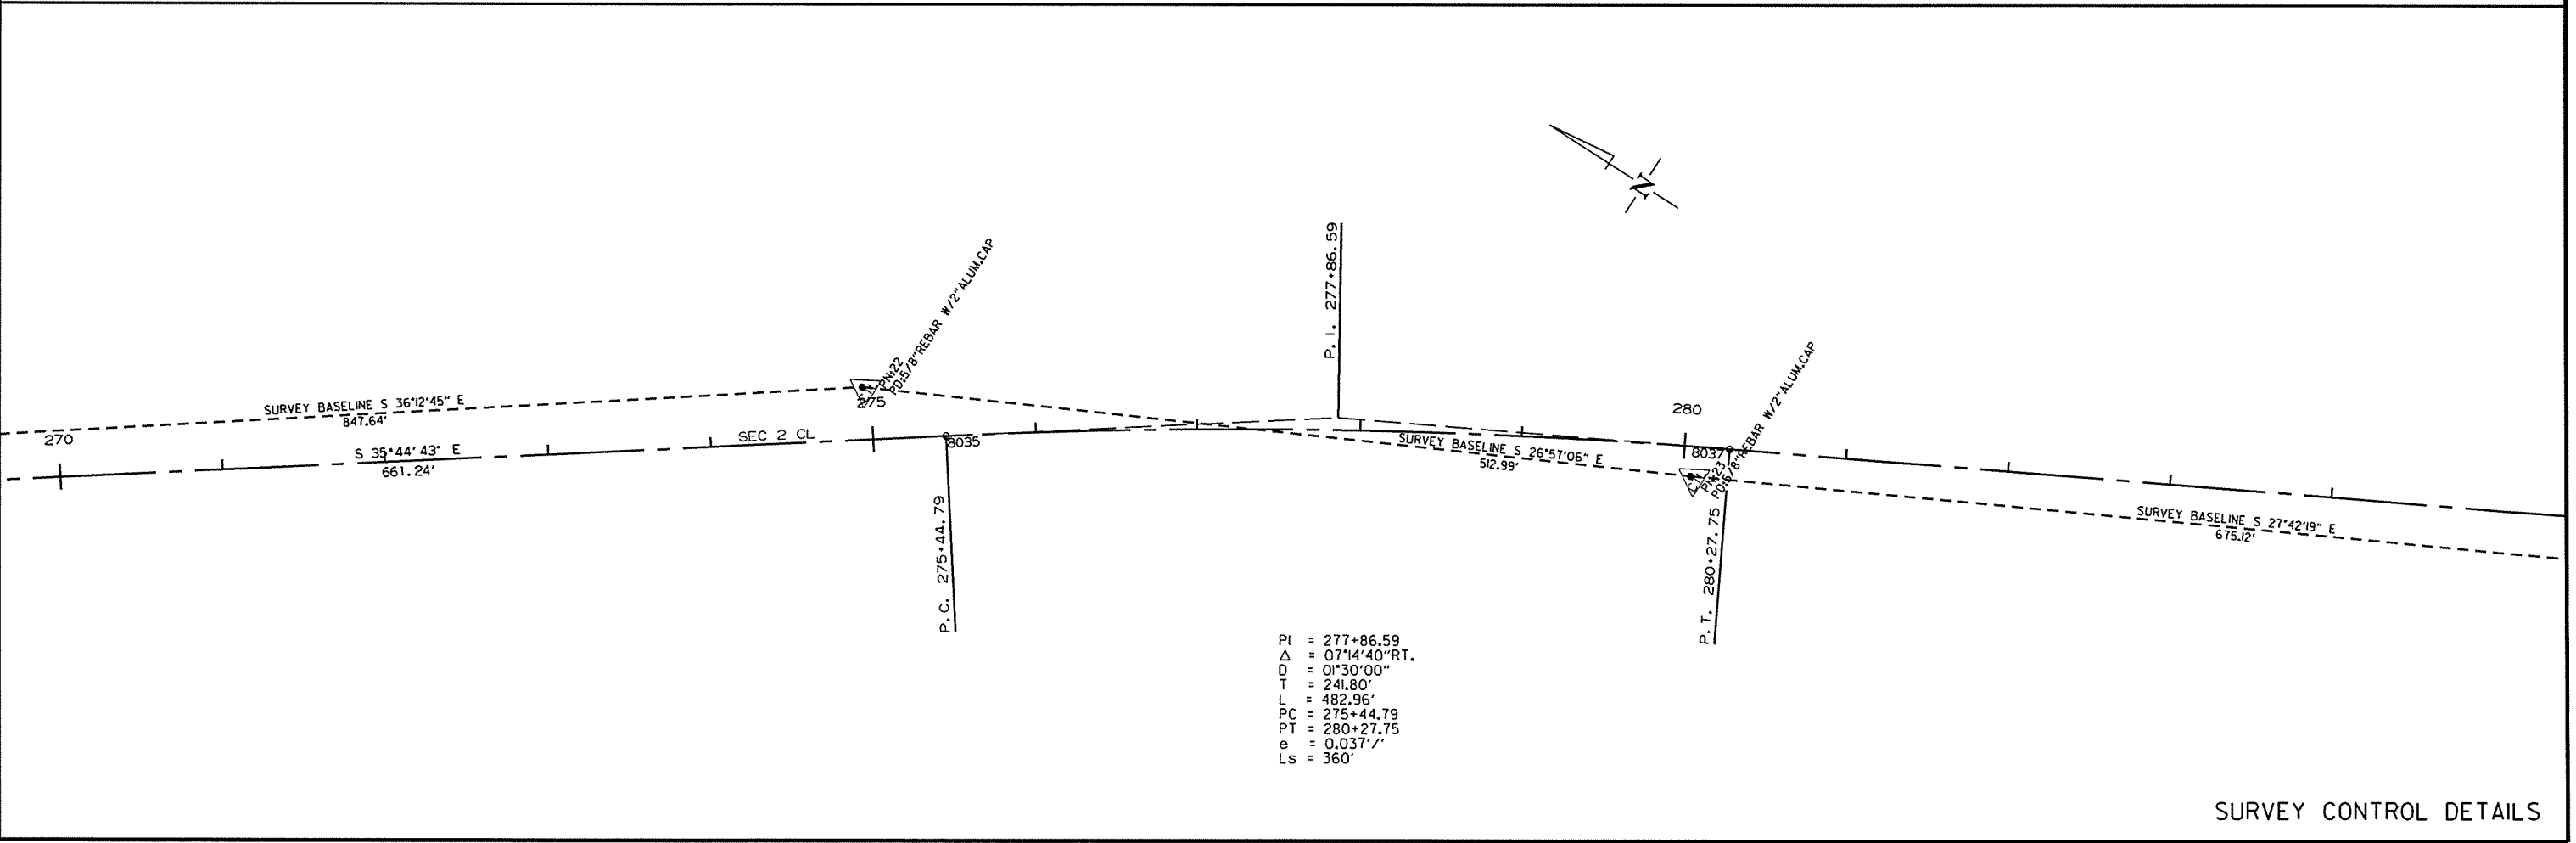 N
P.I. 277+86.59
PN:22
PD:5/8"REBAR W/2"ALUM.CAP
PN:23
PD:5/8"REBAR W/2"ALUM.CAP
SURVEY BASELINE S 36°12'45" E
847.64'
270
275
280
SEC 2 CL
8035
S 35°44'43" E
661.24'
SURVEY BASELINE S 26°57'06" E
512.99'
8037
SURVEY BASELINE S 27°42'19" E
675.12'
P.C. 275+44.79
P.T. 280+27.75
PI = 277+86.59
Δ = 07°14'40"RT.
D = 01°30'00"
T = 241.80'
L = 482.96'
PC = 275+44.79
PT = 280+27.75
e = 0.037'/'
Ls = 360'
SURVEY CONTROL DETAILS